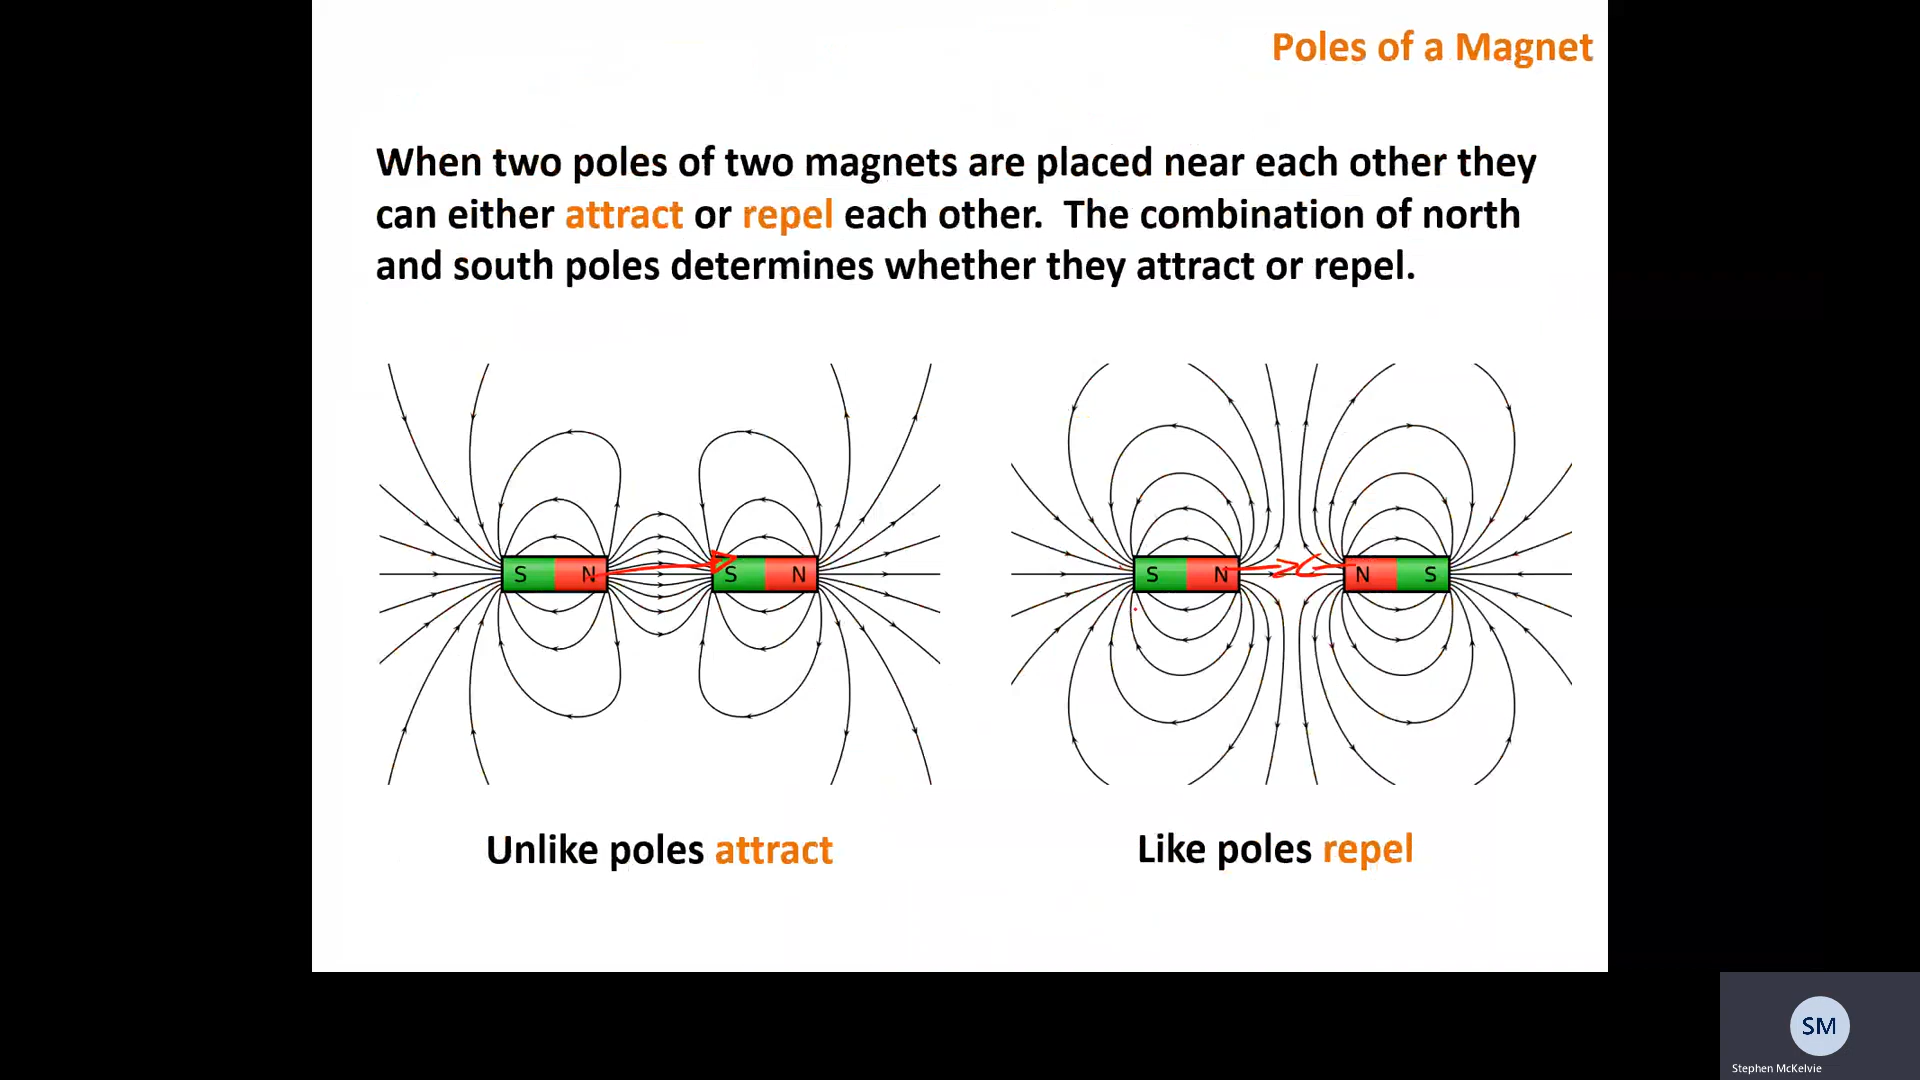 Poles of a Magnet
When two poles of two magnets are placed near each other they
can either attract or repel each other.  The combination of north
and south poles determines whether they attract or repel.
S N S N
S N N S
Unlike poles attract
Like poles repel
SM
Stephen McKelvie